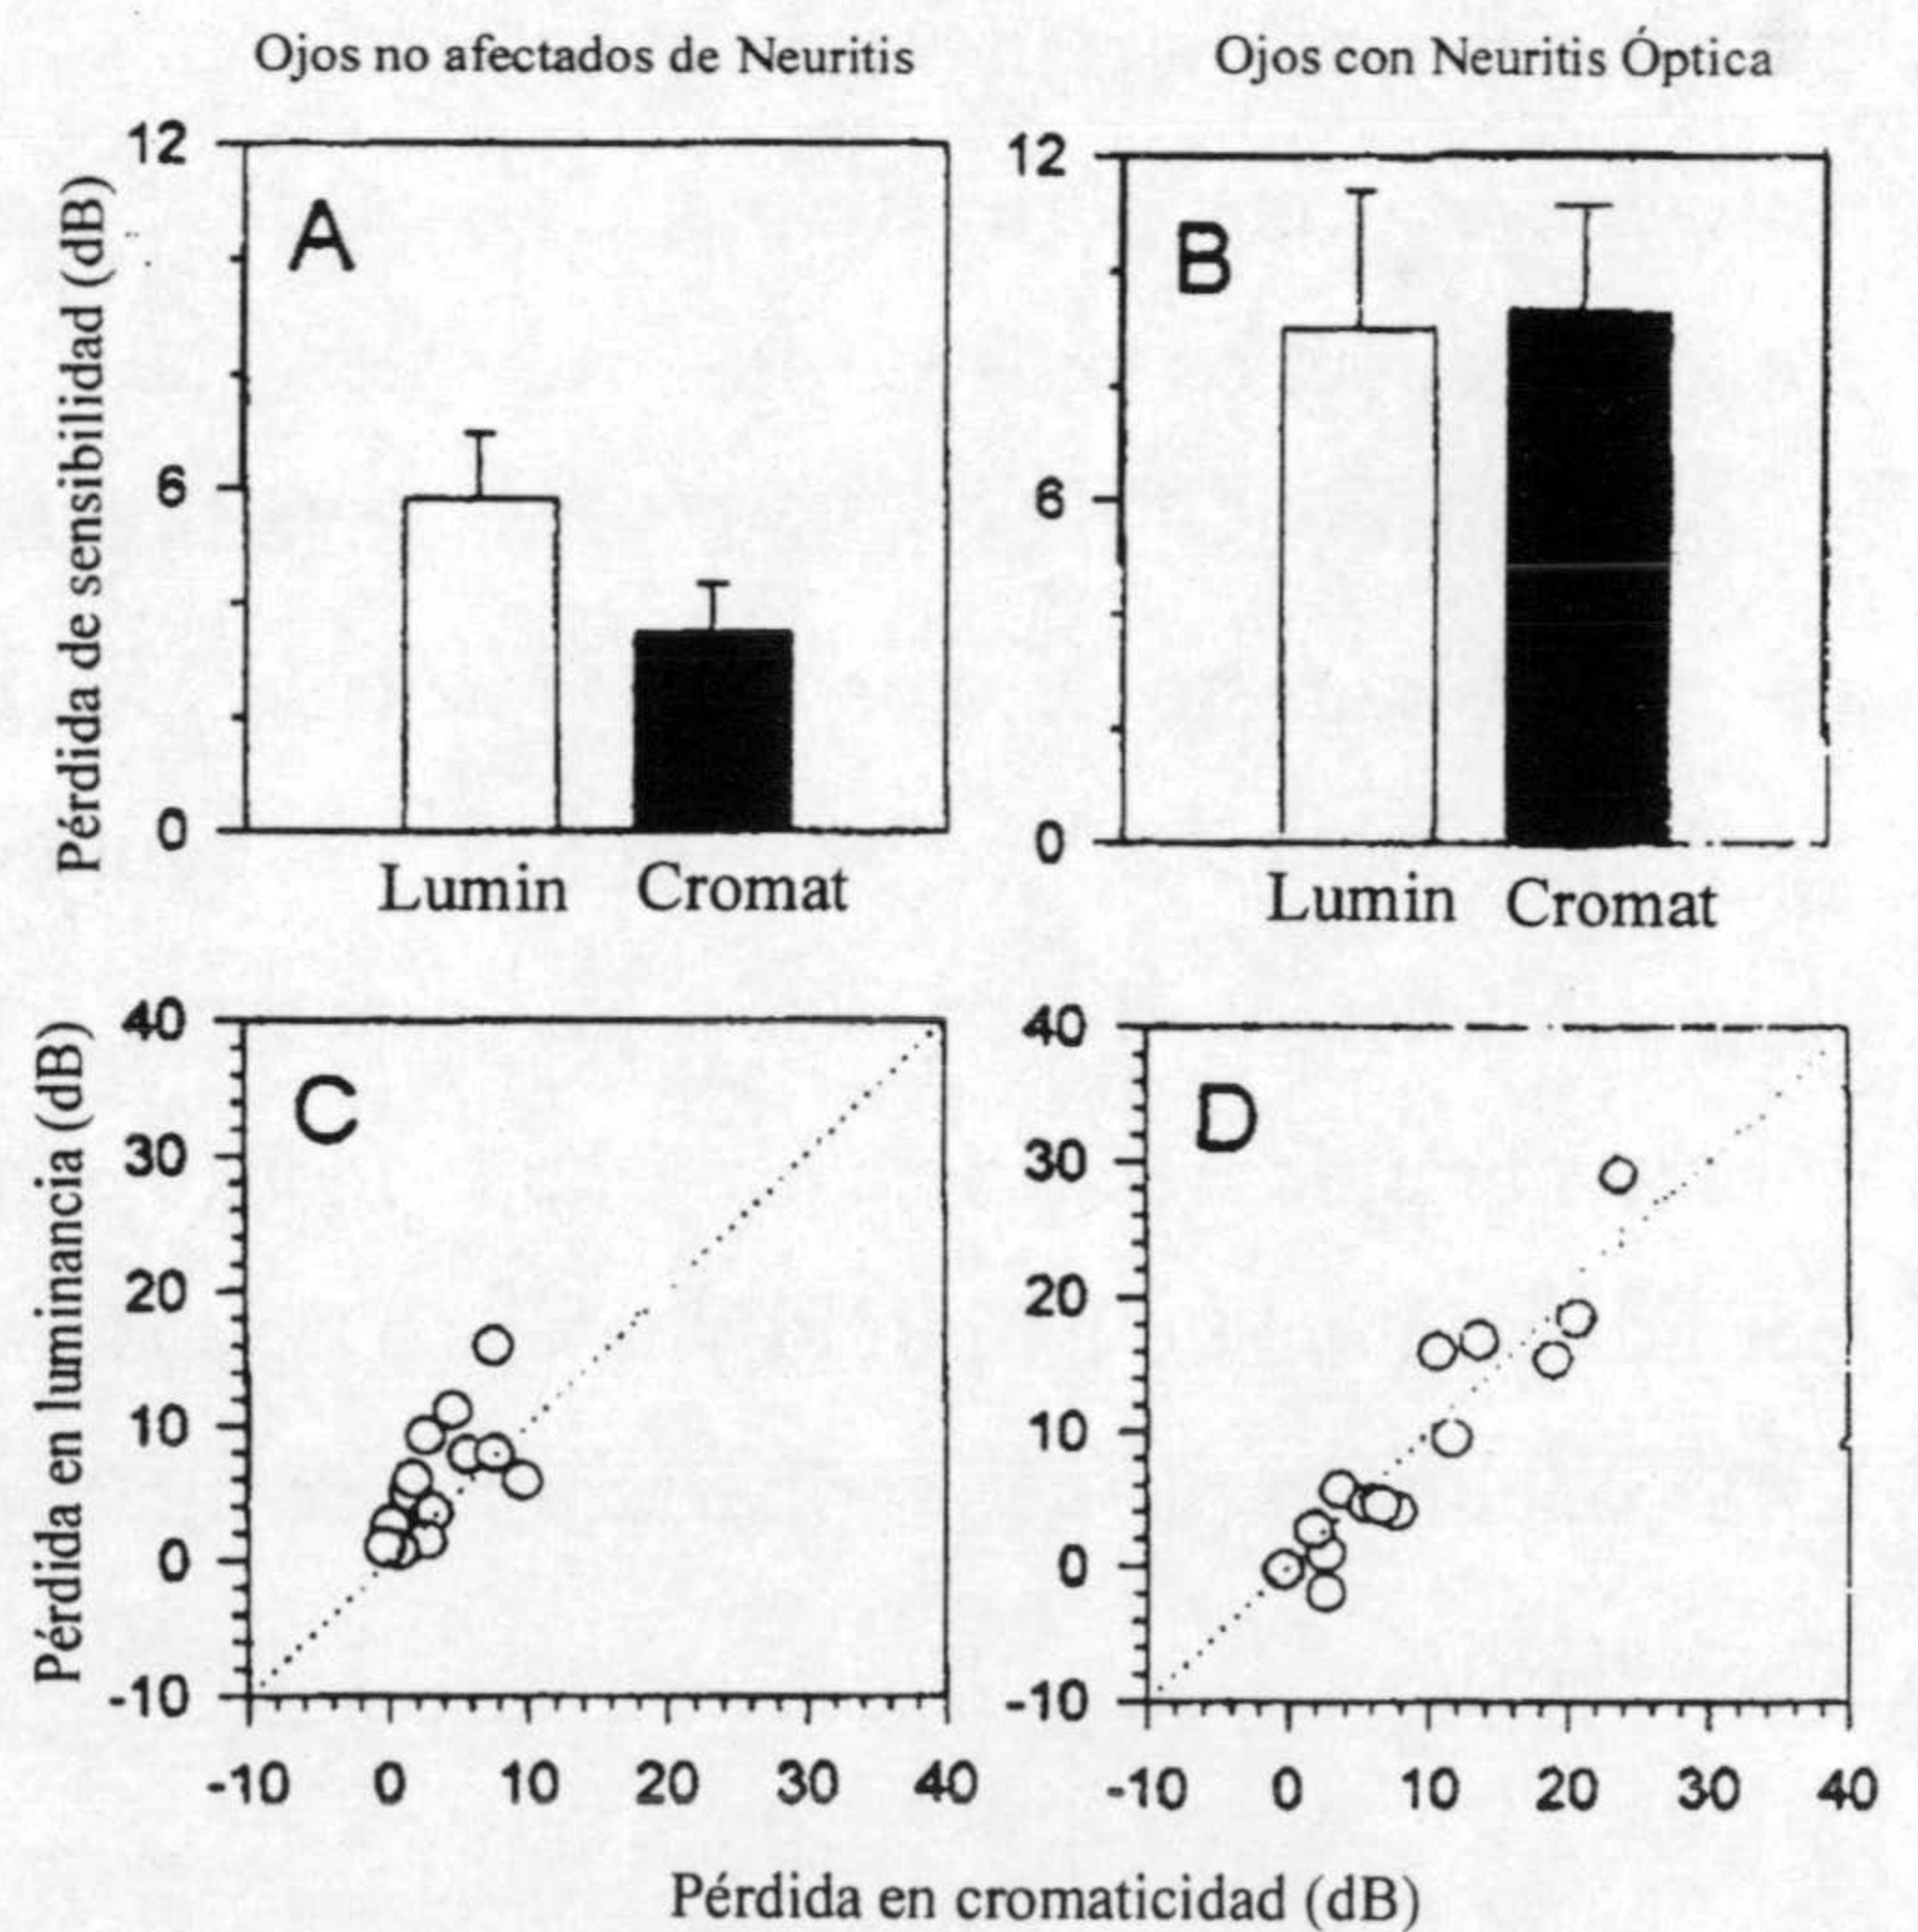 Ojos no afectados de Neuritis
Ojos con Neuritis Óptica
Pérdida de sensibilidad (dB)
12
6
0
A
Lumin Cromat
12
6
0
B
Lumin Cromat
Pérdida en luminancia (dB)
40
30
20
10
0
-10
C
-10 0 10 20 30 40
40
30
20
10
0
-10
D
-10 0 10 20 30 40
Pérdida en cromaticidad (dB)